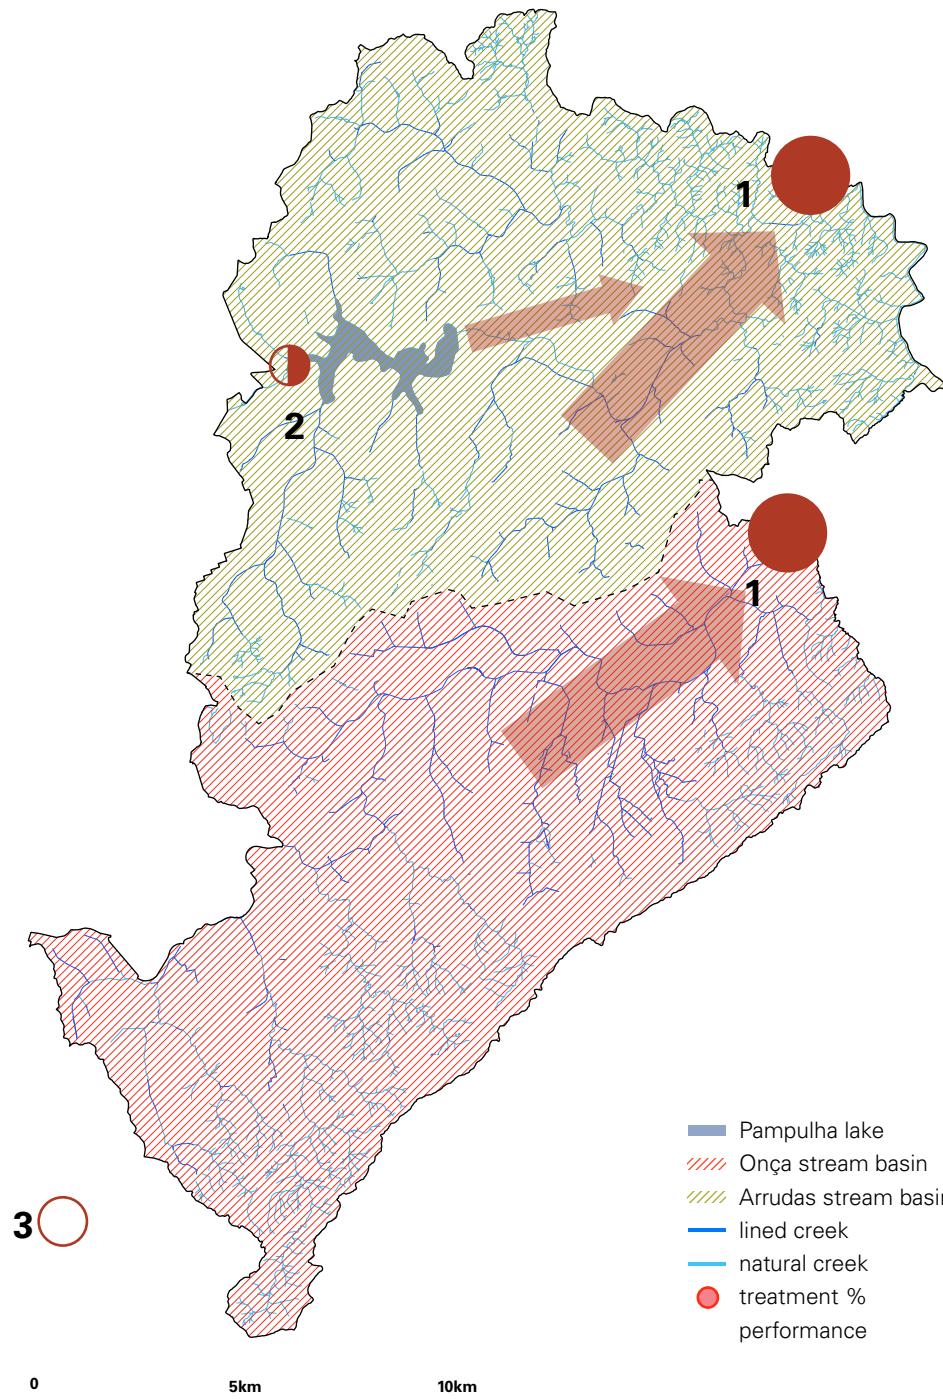 1
2
1
Pampulha lake
Onça stream basin
Arrudas stream basin
lined creek
natural creek
3
treatment %
performance
0 5km 10km